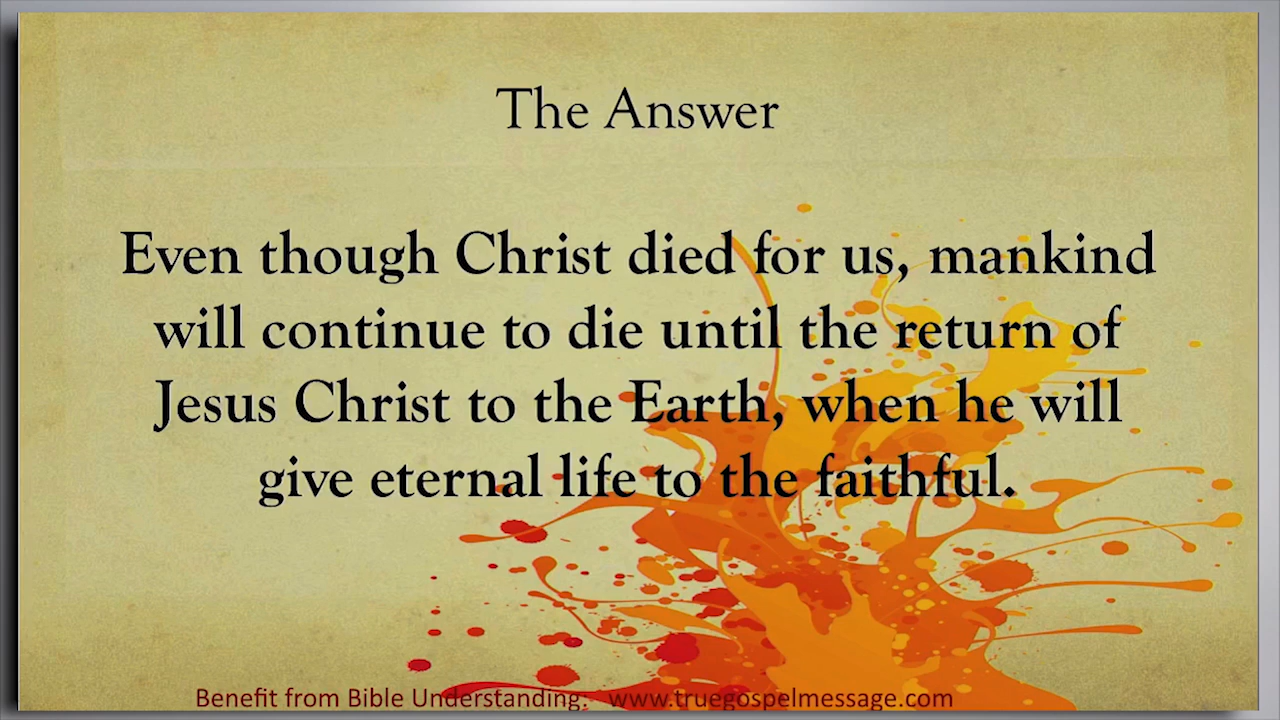 The Answer
Even though Christ died for us, mankind
will continue to die until the return of
Jesus Christ to the Earth, when he will
give eternal life to the faithful.
Benefit from Bible Understanding: www.truegospelmessage.com